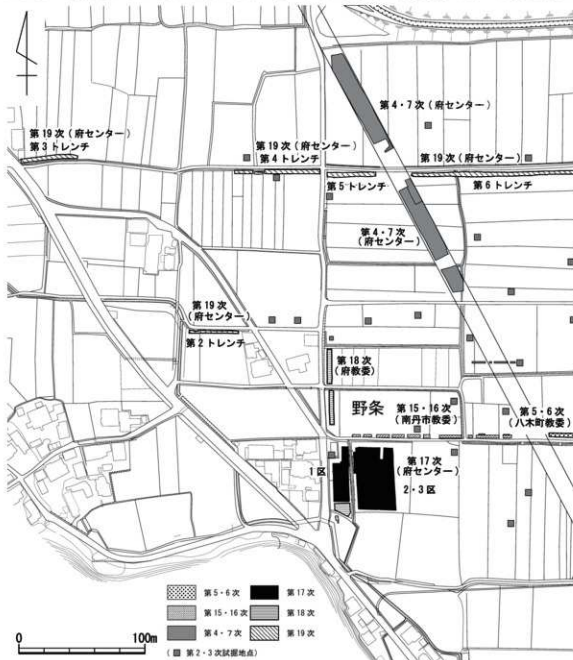 第4・7次(府センター)
第19次(府センター)
第3トレンチ
第19次(府センター)
第4トレンチ
第19次(府センター)
第5トレンチ
第6トレンチ
第4・7次
(府センター)
第19次
(府センター)
第2トレンチ
第18次
(府教委)
野条
第15・16次
(南丹市教委)
第5・6次
(八木町教委)
1区
第17次
(府センター)
2・3区
第5・6次
第17次
第15・16次
第18次
第4・7次
第19次
(第2・3次試掘地点)
0 100m